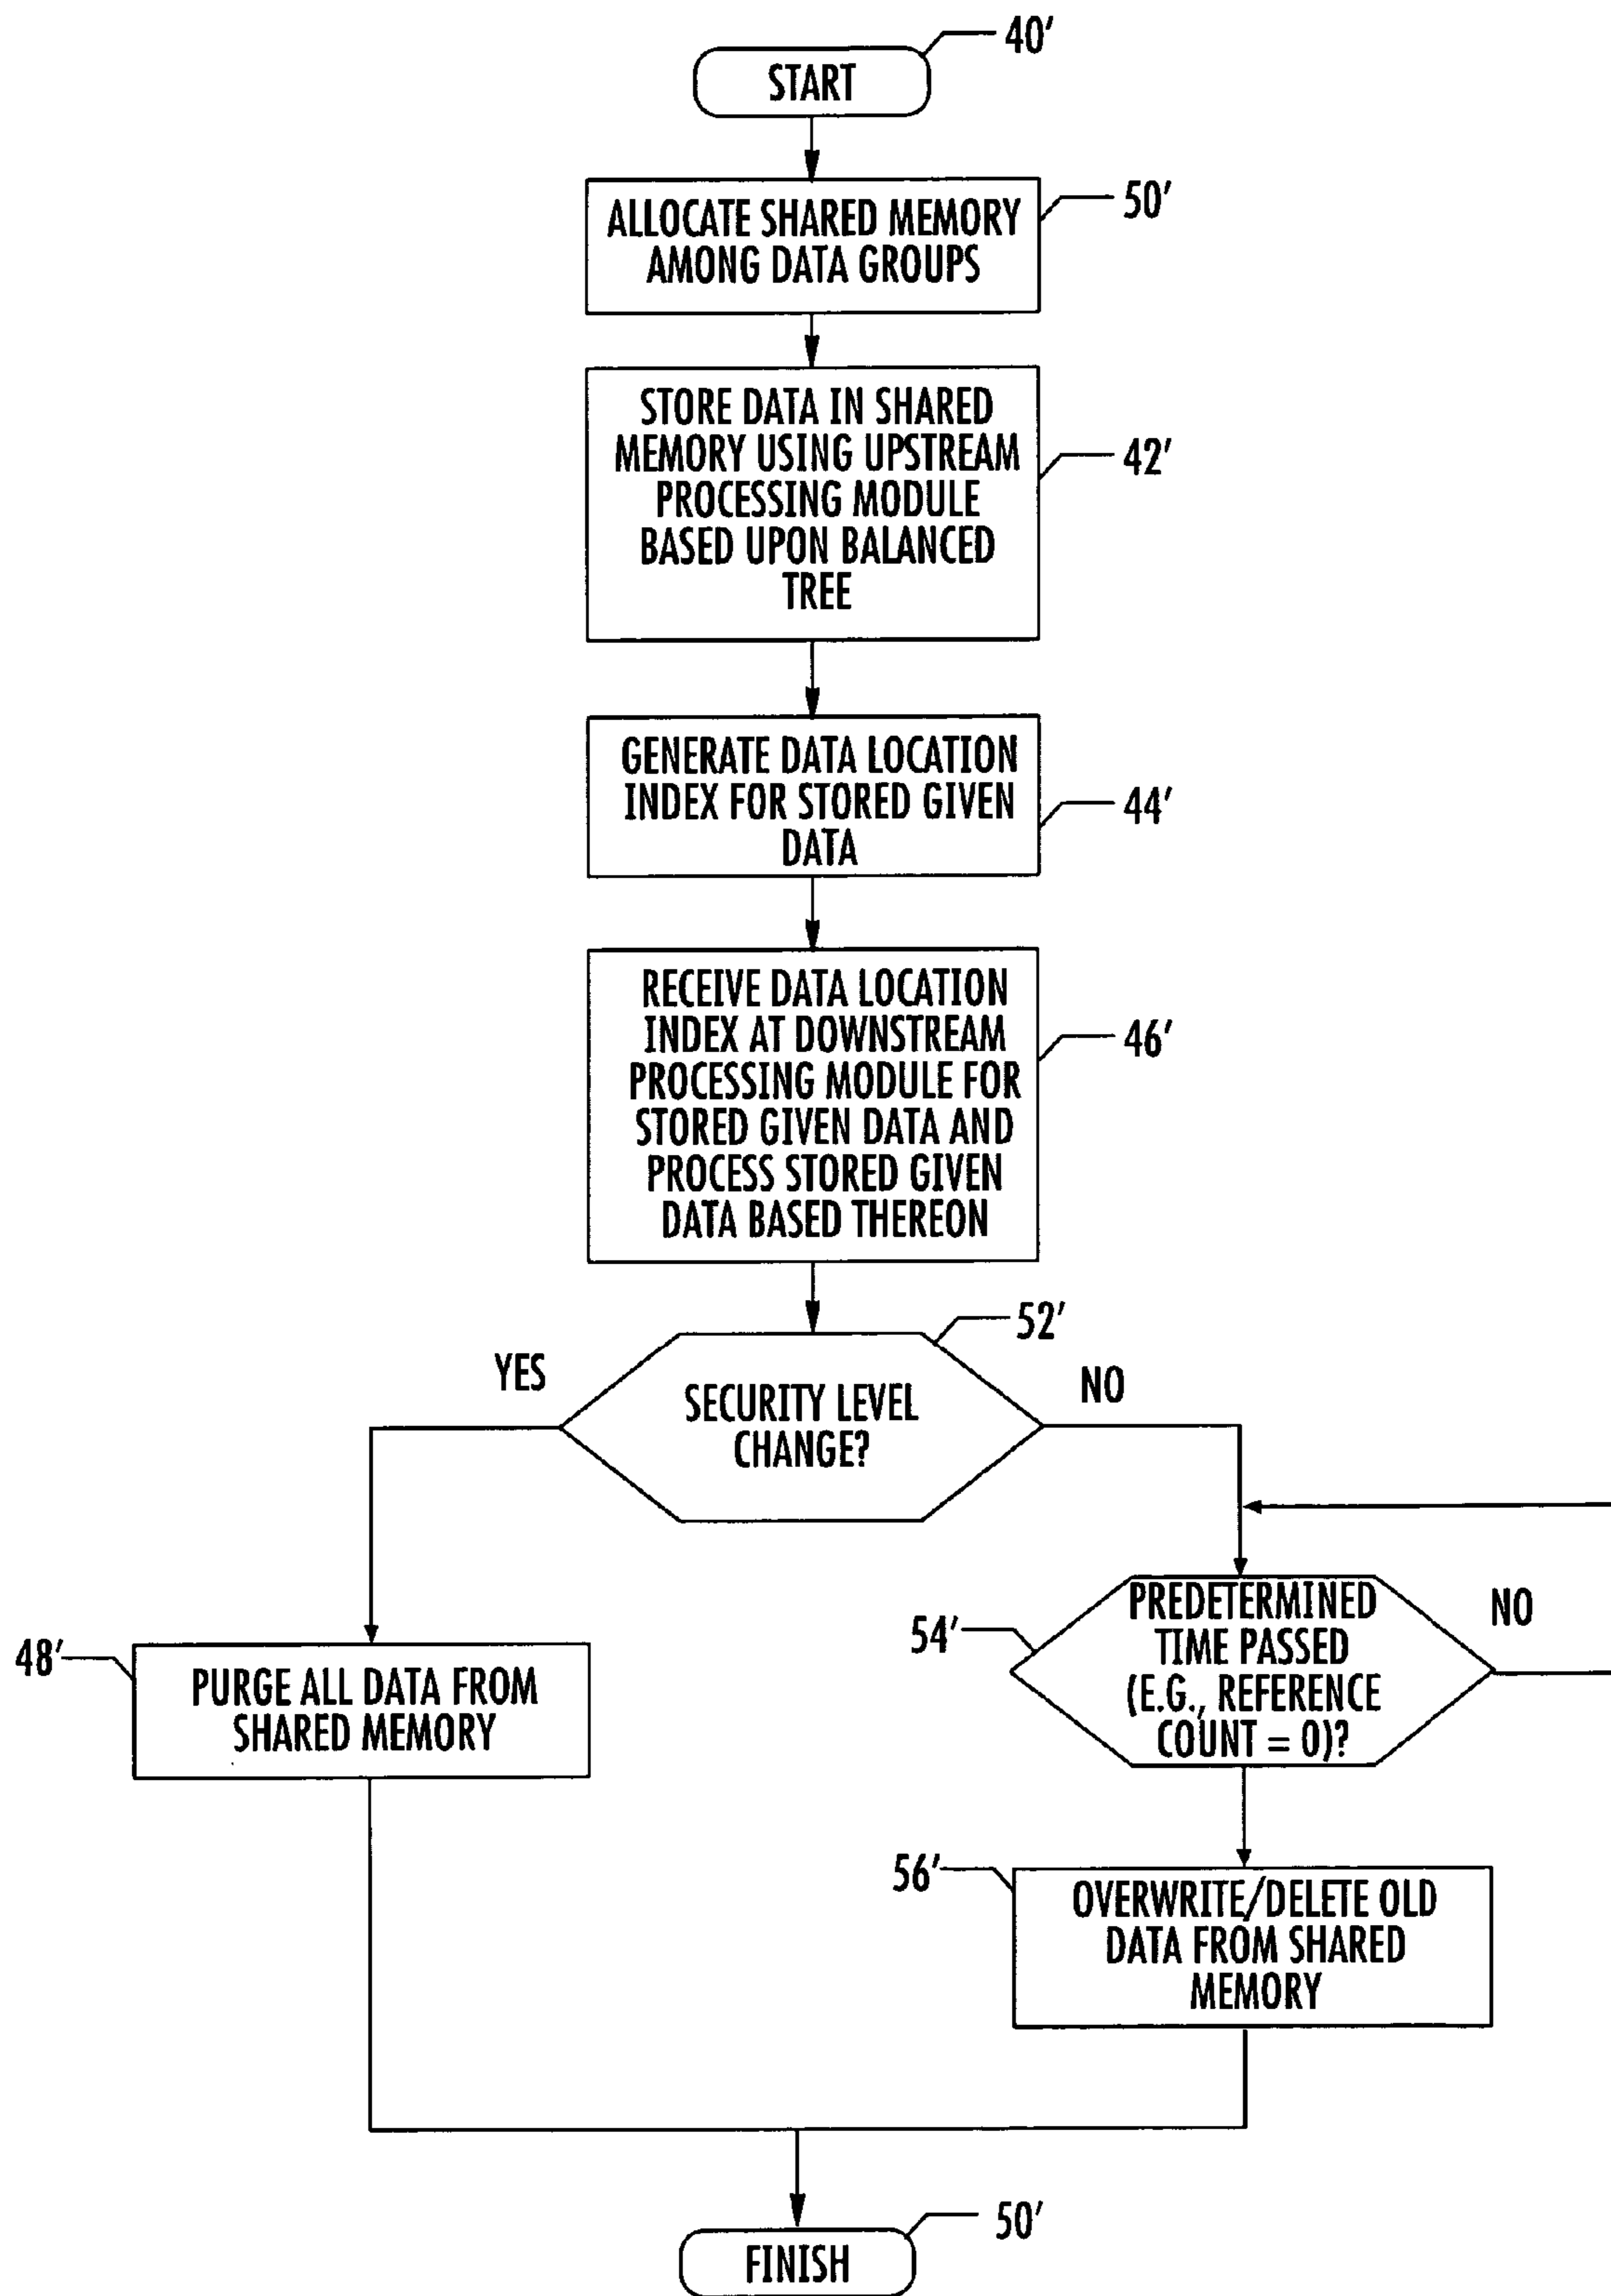 40'
START
50'
ALLOCATE SHARED MEMORY
AMONG DATA GROUPS
STORE DATA IN SHARED
MEMORY USING UPSTREAM
PROCESSING MODULE
BASED UPON BALANCED
TREE
42'
GENERATE DATA LOCATION
INDEX FOR STORED GIVEN
DATA
44'
RECEIVE DATA LOCATION
INDEX AT DOWNSTREAM
PROCESSING MODULE FOR
STORED GIVEN DATA AND
PROCESS STORED GIVEN
DATA BASED THEREON
46'
52'
YES
NO
SECURITY LEVEL
CHANGE?
48'
PURGE ALL DATA FROM
SHARED MEMORY
54'
PREDETERMINED
TIME PASSED
(E.G., REFERENCE
COUNT = 0)?
NO
56'
OVERWRITE/DELETE OLD
DATA FROM SHARED
MEMORY
50'
FINISH